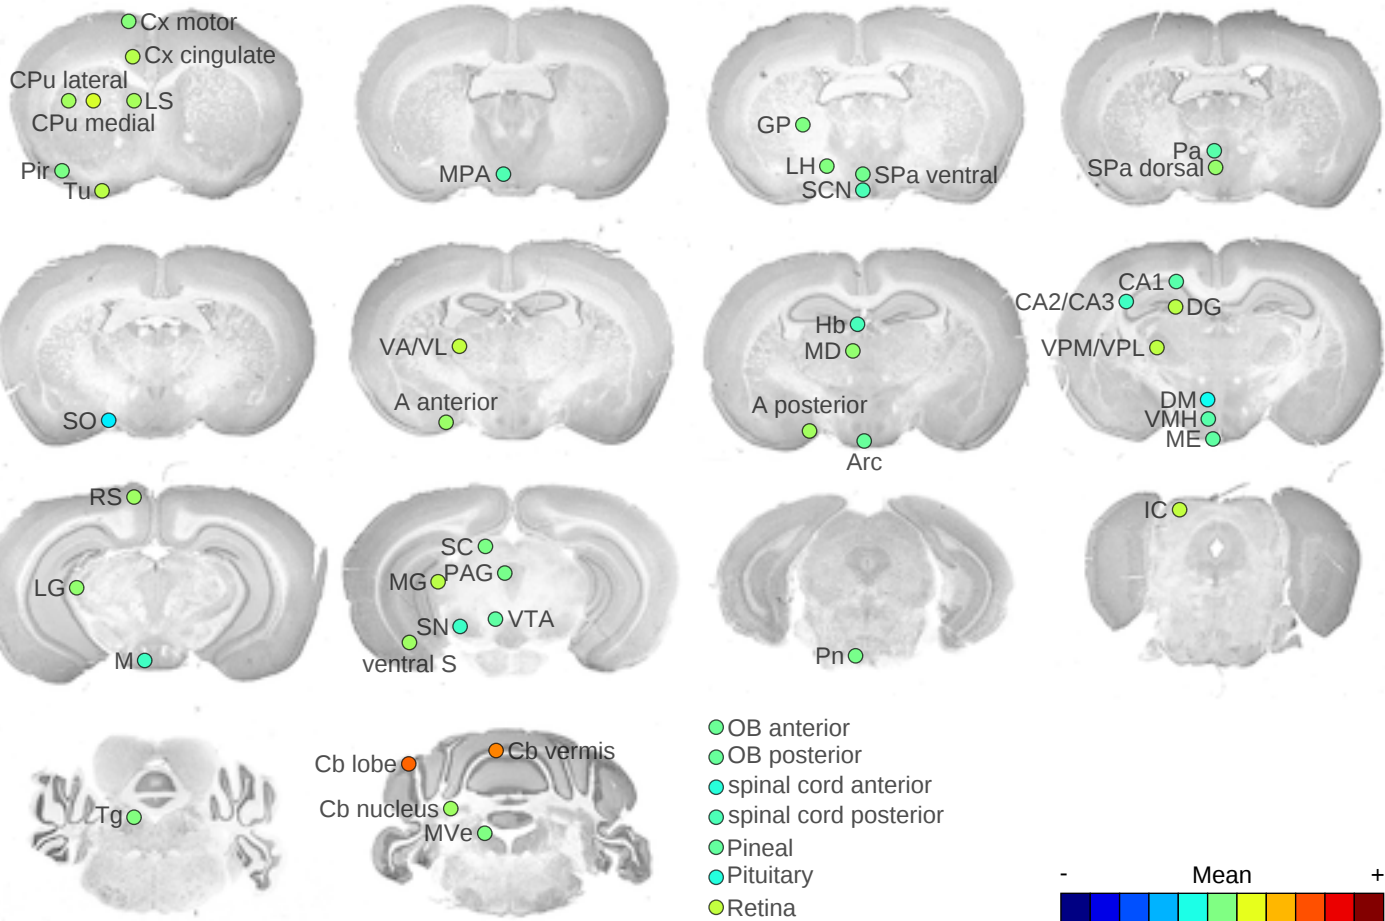 Cx motor
Cx cingulate
CPu lateral
LS
CPu medial
Pir
Tu
MPA
GP
LH
SPa ventral
SCN
Pa
SPa dorsal
SO
VA/VL
A anterior
Hb
MD
A posterior
Arc
CA1
CA2/CA3
DG
VPM/VPL
DM
VMH
ME
RS
LG
M
SC
MG
PAG
SN
VTA
ventral S
Pn
IC
Tg
Cb lobe
Cb vermis
Cb nucleus
MVe
OB anterior
OB posterior
spinal cord anterior
spinal cord posterior
Pineal
Pituitary
Retina
- Mean +